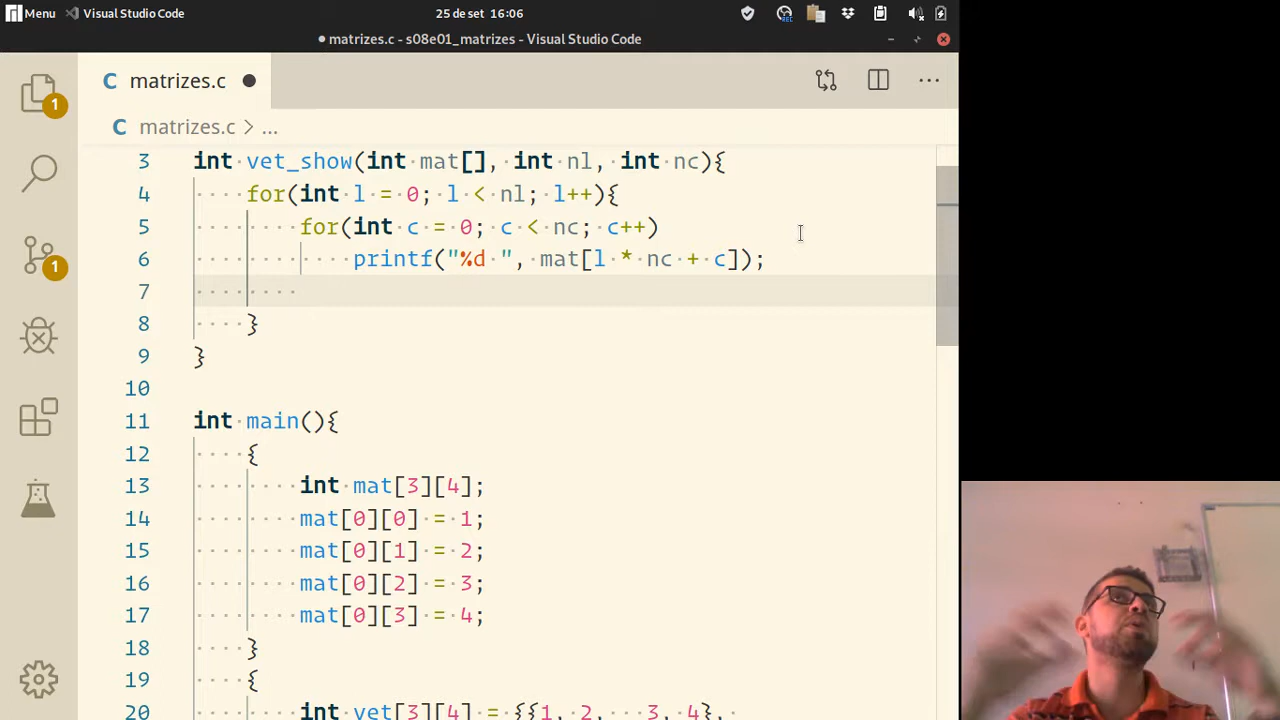 Menu Visual Studio Code 25 de set 16:06
● matrizes.c - s08e01_matrizes - Visual Studio Code
C matrizes.c ●
C matrizes.c > ...
1
1
3 int vet_show(int mat[], int nl, int nc){
4 for(int l = 0; l < nl; l++){
5 for(int c = 0; c < nc; c++)
6 printf("%d ", mat[l * nc + c]);
7
8 }
9 }
10
11 int main(){
12 {
13 int mat[3][4];
14 mat[0][0] = 1;
15 mat[0][1] = 2;
16 mat[0][2] = 3;
17 mat[0][3] = 4;
18 }
19 {
20 int vet[3][4] = {{1, 2, 3, 4},